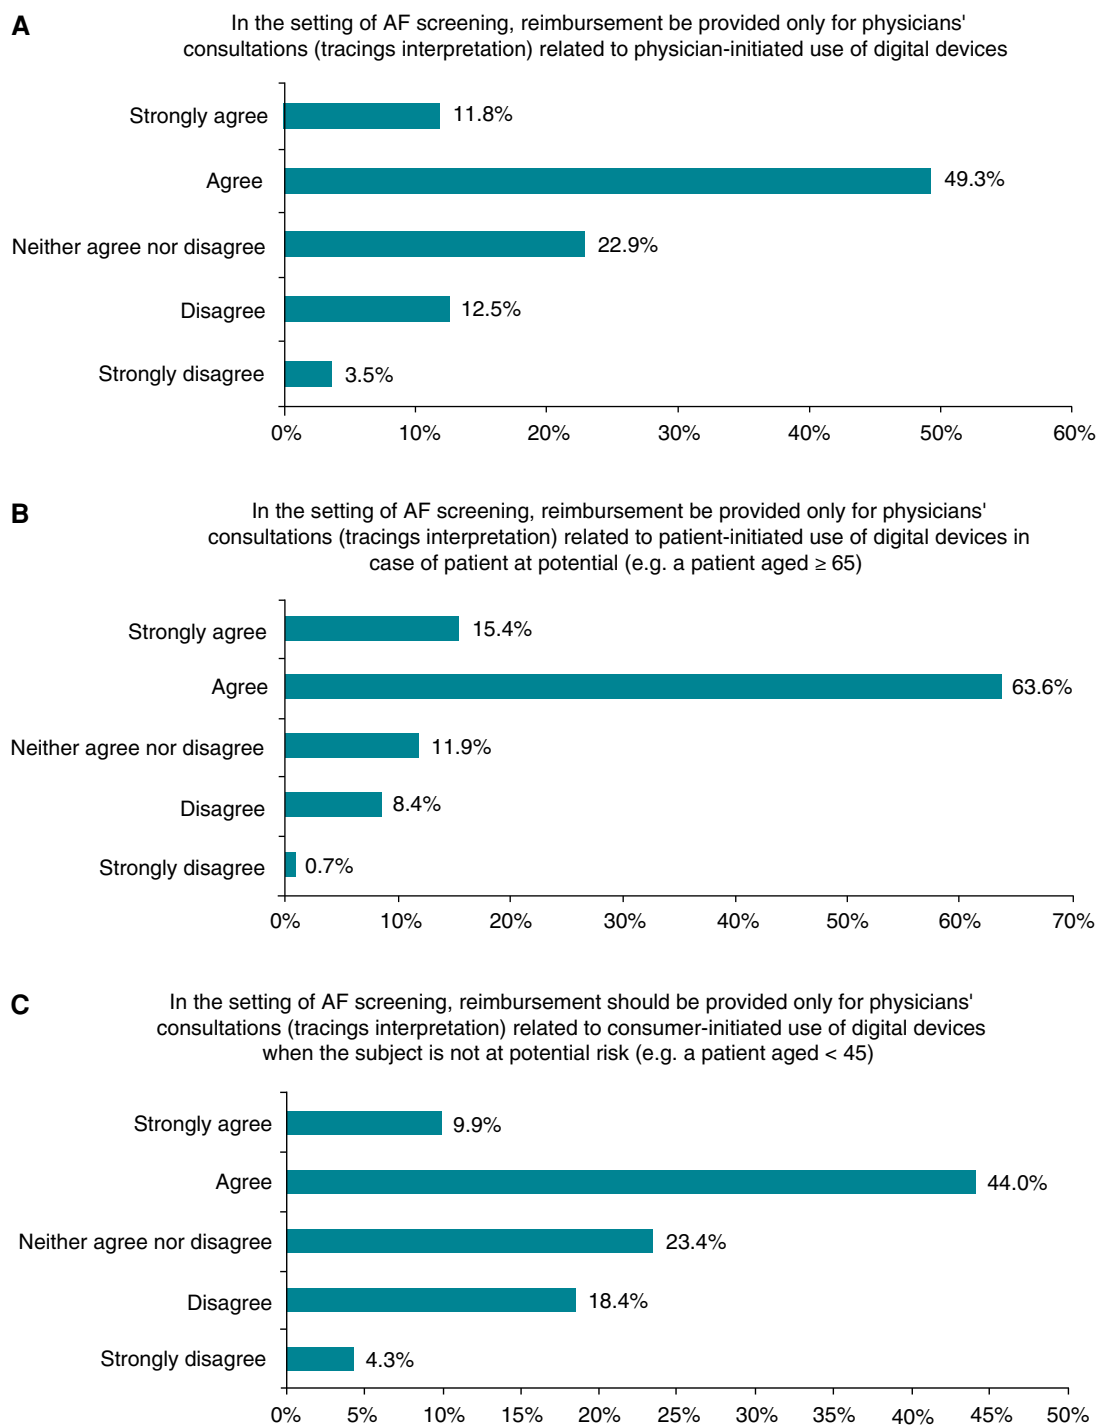 A
In the setting of AF screening, reimbursement be provided only for physicians'
consultations (tracings interpretation) related to physician-initiated use of digital devices
Strongly agree 11.8%
Agree 49.3%
Neither agree nor disagree 22.9%
Disagree 12.5%
Strongly disagree 3.5%
0% 10% 20% 30% 40% 50% 60%
B
In the setting of AF screening, reimbursement be provided only for physicians'
consultations (tracings interpretation) related to patient-initiated use of digital devices in
case of patient at potential (e.g. a patient aged ≥ 65)
Strongly agree 15.4%
Agree 63.6%
Neither agree nor disagree 11.9%
Disagree 8.4%
Strongly disagree 0.7%
0% 10% 20% 30% 40% 50% 60% 70%
C
In the setting of AF screening, reimbursement should be provided only for physicians'
consultations (tracings interpretation) related to consumer-initiated use of digital devices
when the subject is not at potential risk (e.g. a patient aged < 45)
Strongly agree 9.9%
Agree 44.0%
Neither agree nor disagree 23.4%
Disagree 18.4%
Strongly disagree 4.3%
0% 5% 10% 15% 20% 25% 30% 35% 40% 45% 50%